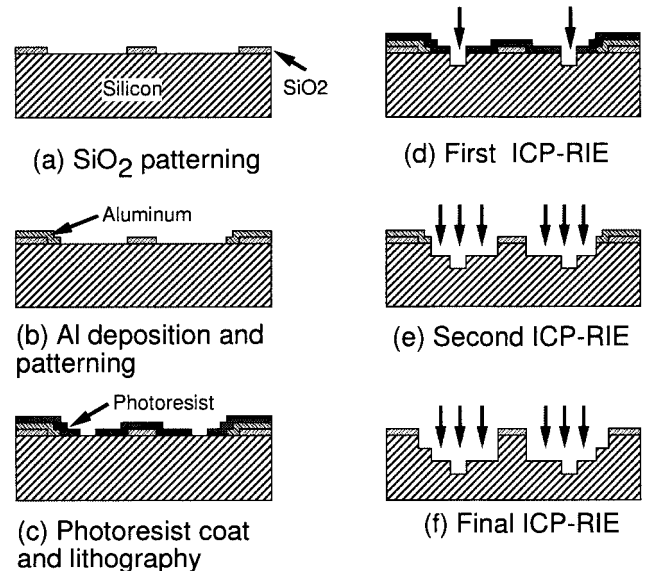 Silicon
SiO2
(a) SiO2 patterning
Aluminum
(b) Al deposition and
patterning
Photoresist
(c) Photoresist coat
and lithography
(d) First ICP-RIE
(e) Second ICP-RIE
(f) Final ICP-RIE